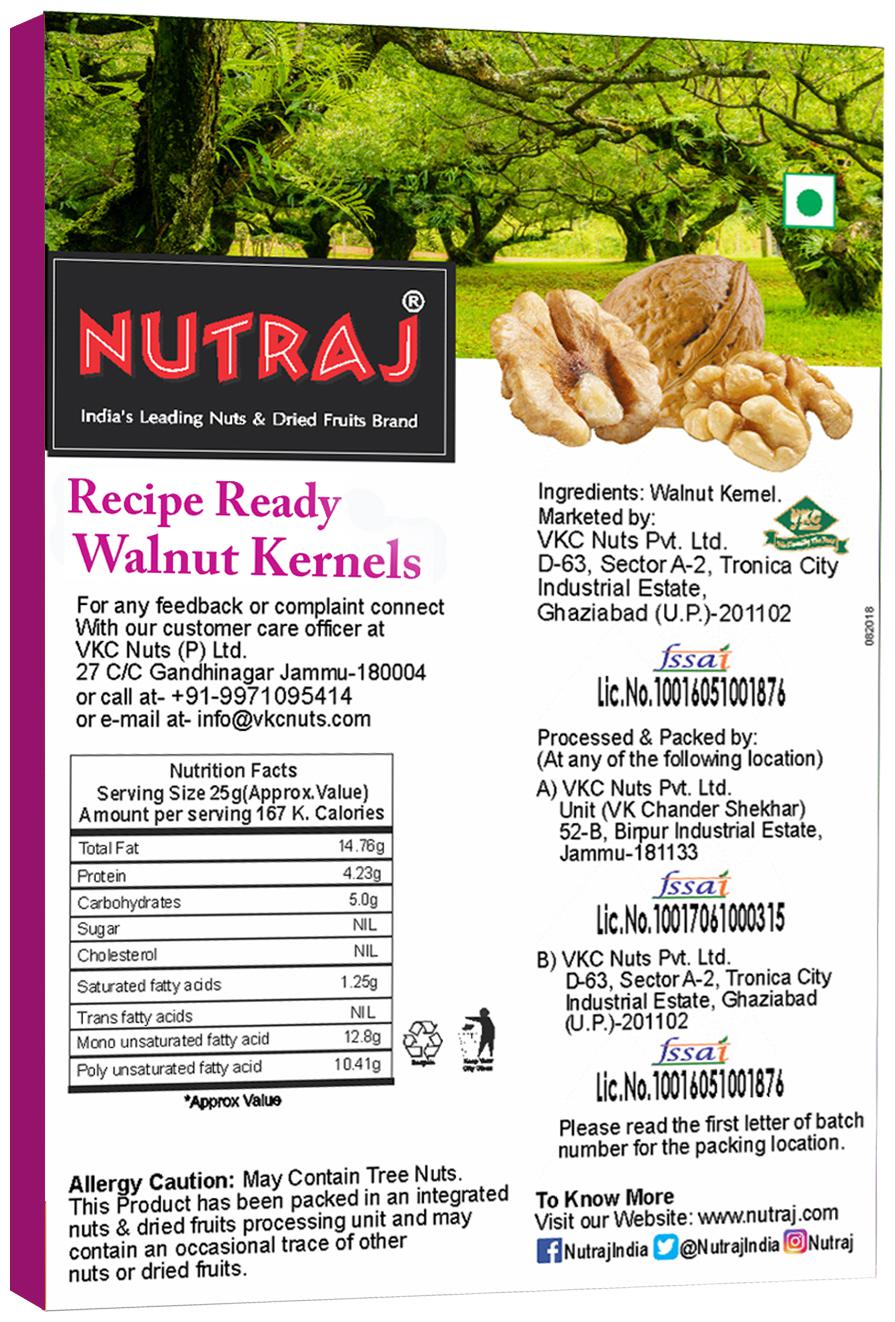 NUTRAJ®
India's Leading Nuts & Dried Fruits Brand
Recipe Ready
Walnut Kernels
For any feedback or complaint connect
With our customer care officer at
VKC Nuts (P) Ltd.
27 C/C Gandhinagar Jammu-180004
or call at- +91-9971095414
or e-mail at- info@vkcnuts.com
Nutrition Facts
Serving Size 25g(Approx.Value)
Amount per serving 167 K. Calories
Total Fat 14.76g
Protein 4.23g
Carbohydrates 5.0g
Sugar NIL
Cholesterol NIL
Saturated fatty acids 1.25g
Trans fatty acids NIL
Mono unsaturated fatty acid 12.8g
Poly unsaturated fatty acid 10.41g
*Approx Value
Allergy Caution: May Contain Tree Nuts.
This Product has been packed in an integrated
nuts & dried fruits processing unit and may
contain an occasional trace of other
nuts or dried fruits.
Ingredients: Walnut Kernel.
Marketed by:
VKC Nuts Pvt. Ltd.
D-63, Sector A-2, Tronica City
Industrial Estate,
Ghaziabad (U.P.)-201102
VKC
fssai
Lic.No.10016051001876
082018
Processed & Packed by:
(At any of the following location)
A) VKC Nuts Pvt. Ltd.
Unit (VK Chander Shekhar)
52-B, Birpur Industrial Estate,
Jammu-181133
fssai
Lic.No.10017061000315
B) VKC Nuts Pvt. Ltd.
D-63, Sector A-2, Tronica City
Industrial Estate, Ghaziabad
(U.P.)-201102
fssai
Lic.No.10016051001876
Please read the first letter of batch
number for the packing location.
To Know More
Visit our Website: www.nutraj.com
NutrajIndia @NutrajIndia Nutraj